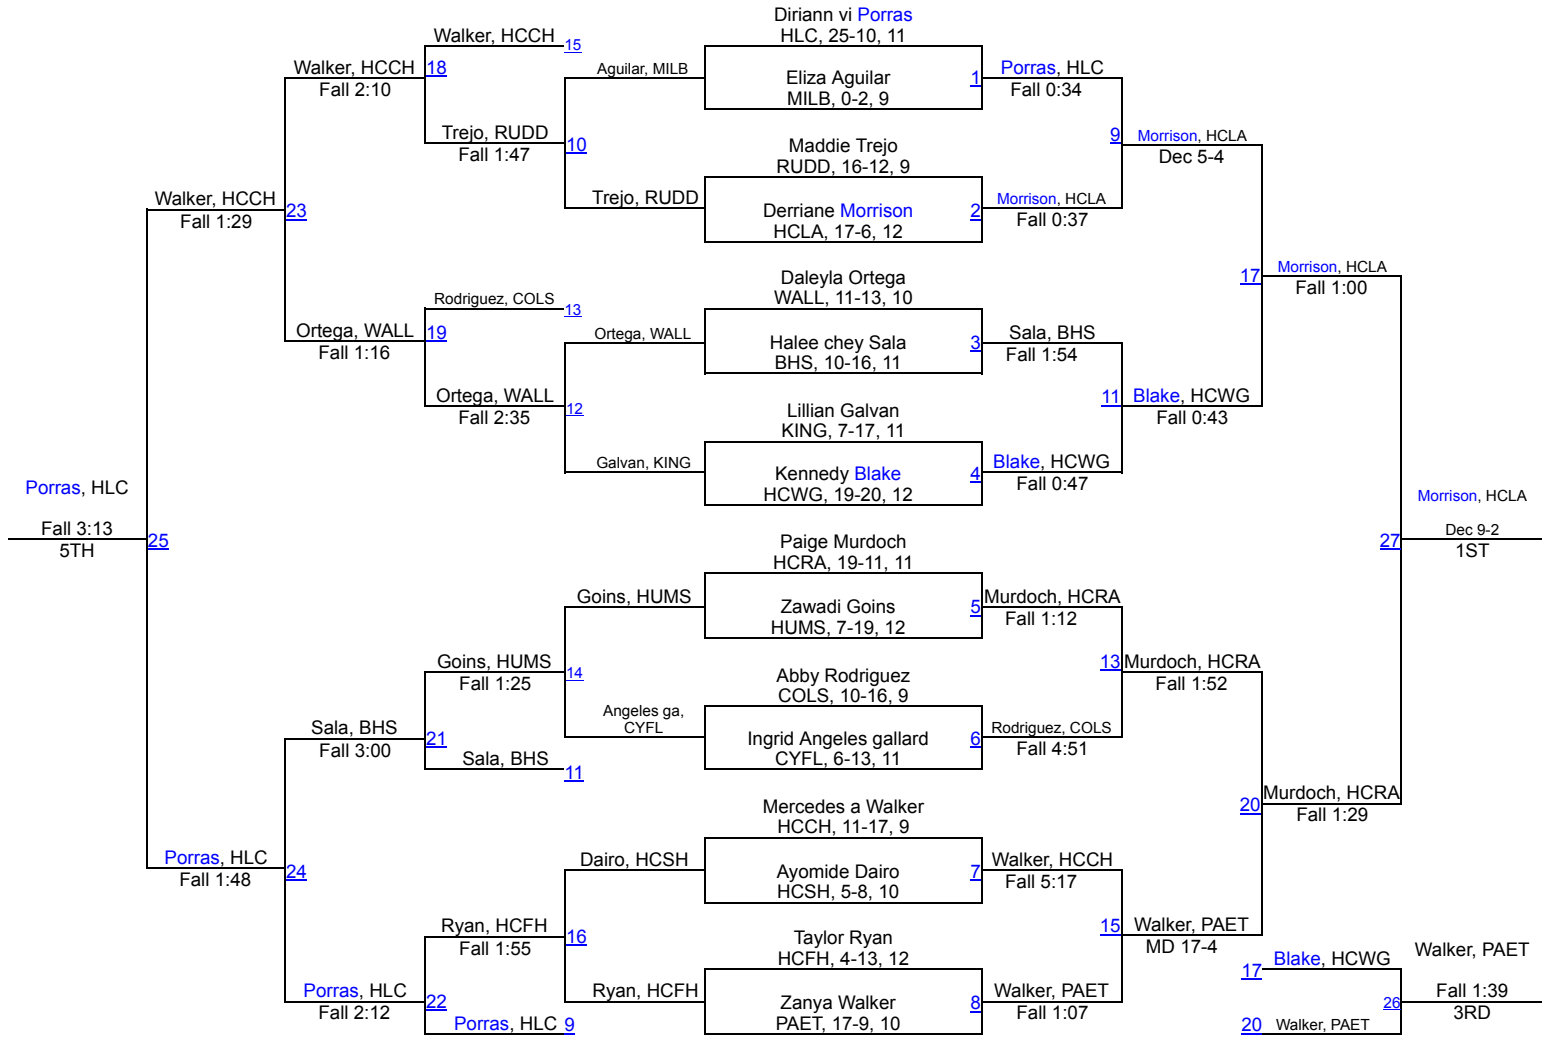 Diriann vi Porras
HLC, 25-10, 11
Walker, HCCH 15
Aguilar, MILB
Walker, HCCH 18
Fall 2:10
Eliza Aguilar
MILB, 0-2, 9
1 Porras, HLC
Fall 0:34
Trejo, RUDD 10
Fall 1:47
Maddie Trejo
RUDD, 16-12, 9
9 Morrison, HCLA
Dec 5-4
Walker, HCCH 23
Fall 1:29
Trejo, RUDD
Derriane Morrison
HCLA, 17-6, 12
2 Morrison, HCLA
Fall 0:37
Daleyla Ortega
WALL, 11-13, 10
17 Morrison, HCLA
Fall 1:00
Rodriguez, COLS 13
Ortega, WALL 19
Fall 1:16
Ortega, WALL
Halee chey Sala
BHS, 10-16, 11
3 Sala, BHS
Fall 1:54
Ortega, WALL 12
Fall 2:35
Lillian Galvan
KING, 7-17, 11
11 Blake, HCWG
Fall 0:43
Galvan, KING
Kennedy Blake
HCWG, 19-20, 12
4 Blake, HCWG
Fall 0:47
Porras, HLC
Fall 3:13
5TH
25
Morrison, HCLA
27 Dec 9-2
1ST
Paige Murdoch
HCRA, 19-11, 11
Goins, HUMS
Zawadi Goins
HUMS, 7-19, 12
5 Murdoch, HCRA
Fall 1:12
Goins, HUMS 14
Fall 1:25
Abby Rodriguez
COLS, 10-16, 9
13 Murdoch, HCRA
Fall 1:52
Sala, BHS 21
Fall 3:00
Angeles ga,
CYFL
Ingrid Angeles gallard
CYFL, 6-13, 11
6 Rodriguez, COLS
Fall 4:51
Sala, BHS 11
Mercedes a Walker
HCCH, 11-17, 9
20 Murdoch, HCRA
Fall 1:29
Porras, HLC 24
Fall 1:48
Dairo, HCSH
Ayomide Dairo
HCSH, 5-8, 10
7 Walker, HCCH
Fall 5:17
Ryan, HCFH 16
Fall 1:55
Taylor Ryan
HCFH, 4-13, 12
15 Walker, PAET
MD 17-4
Porras, HLC 22
Fall 2:12
Ryan, HCFH
Zanya Walker
PAET, 17-9, 10
8 Walker, PAET
Fall 1:07
Porras, HLC 9
17 Blake, HCWG
Walker, PAET
26 Fall 1:39
3RD
20 Walker, PAET